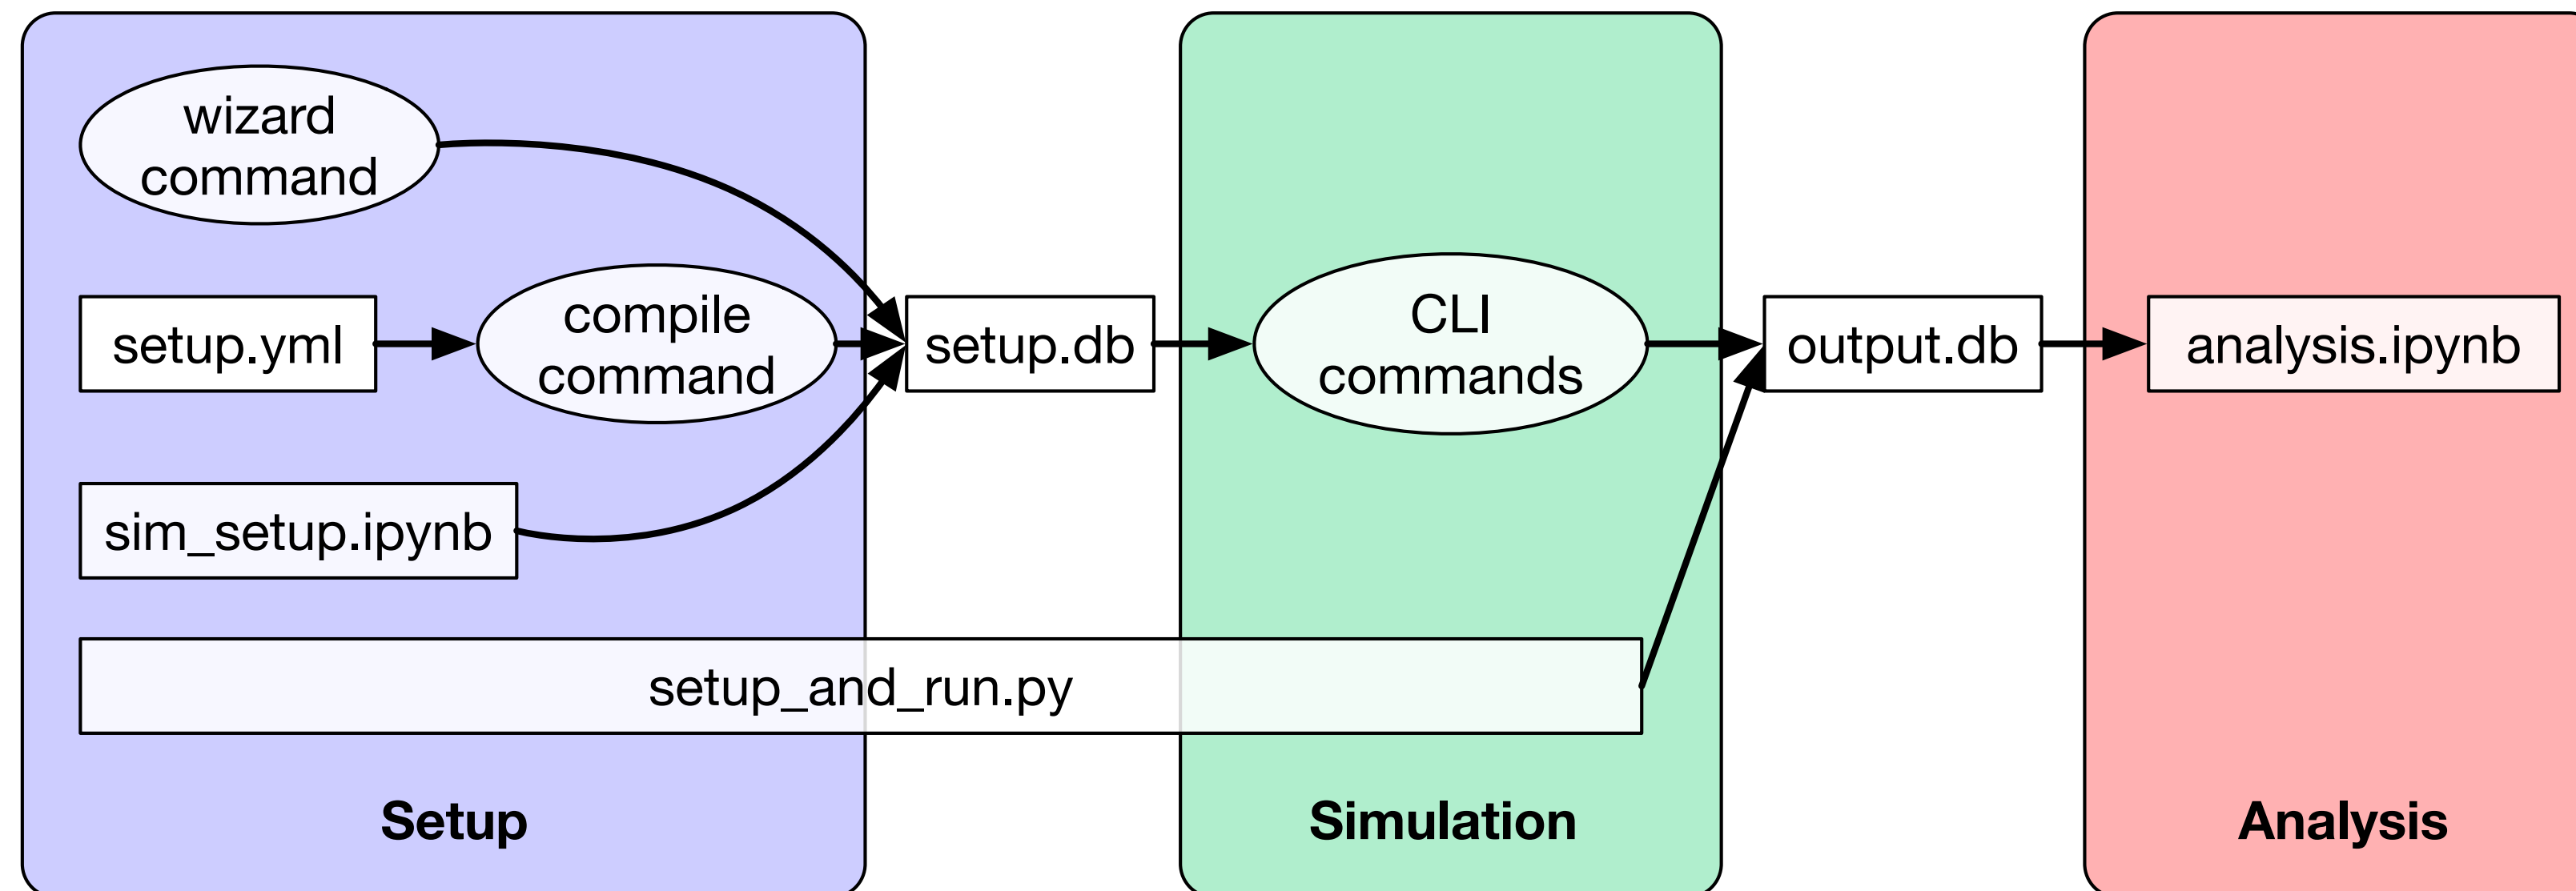 wizard
command
setup.yml
compile
command
setup.db
CLI
commands
output.db
analysis.ipynb
sim_setup.ipynb
setup_and_run.py
Setup
Simulation
Analysis